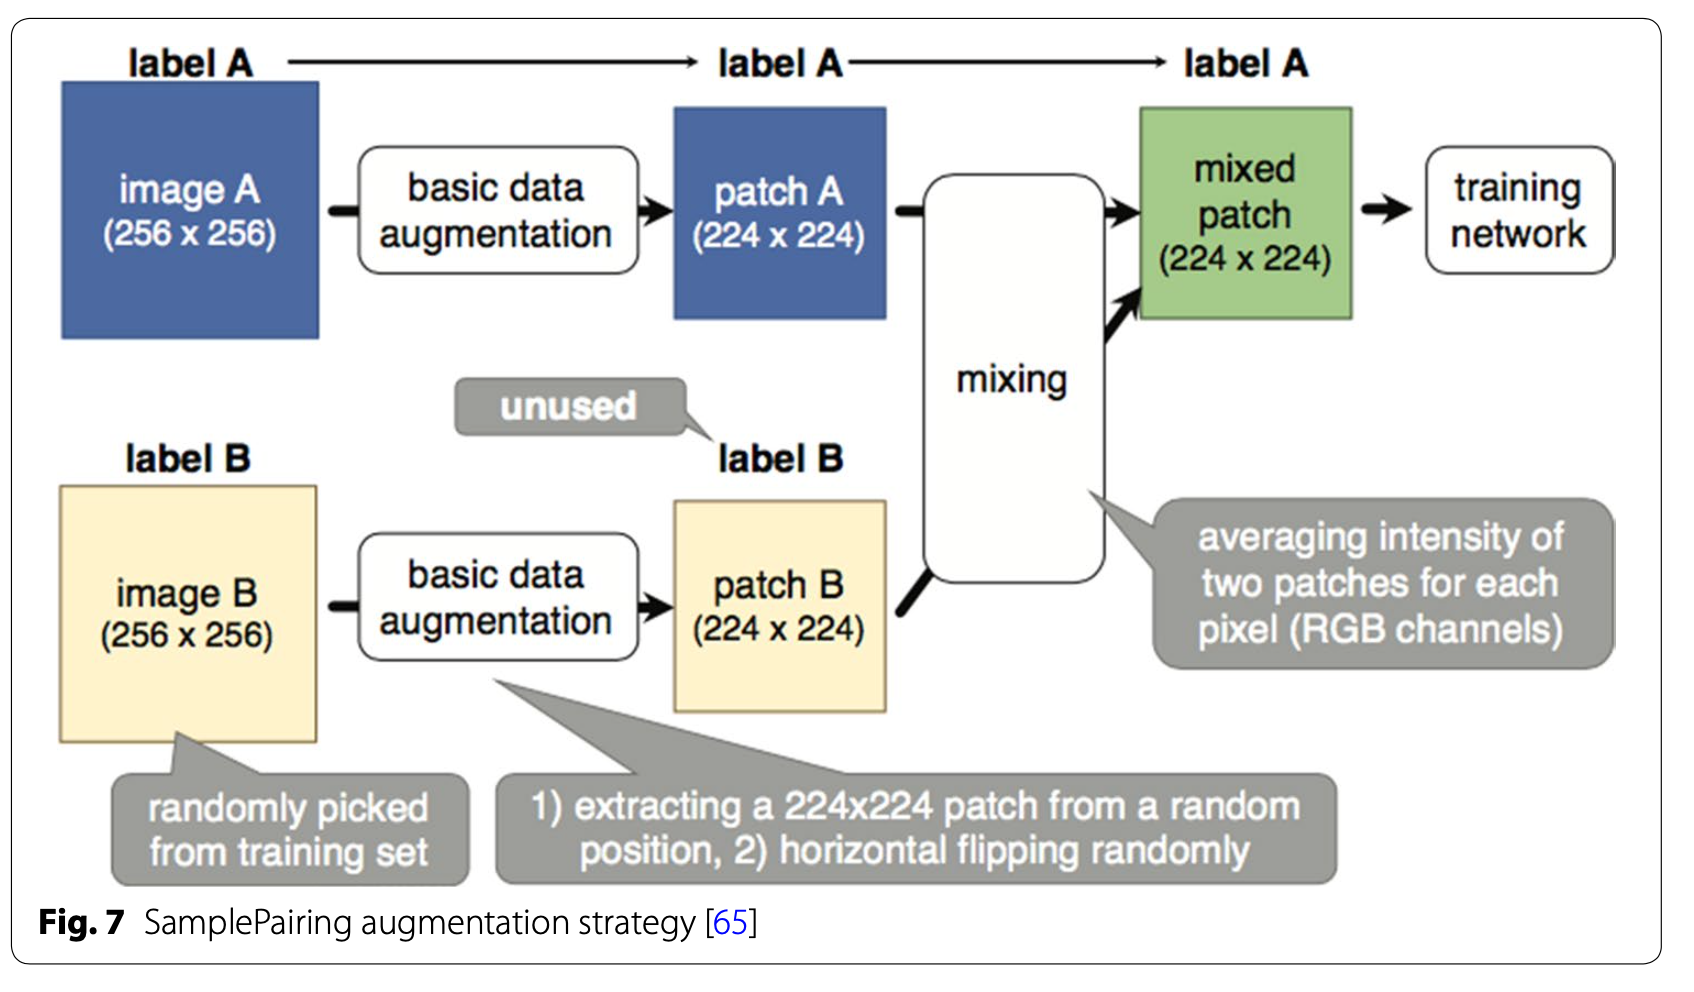 label A
label A
label A
image A
(256 x 256)
basic data
augmentation
patch A
(224 x 224)
mixed
patch
(224 x 224)
training
network
mixing
unused
label B
label B
image B
(256 x 256)
basic data
augmentation
patch B
(224 x 224)
averaging intensity of
two patches for each
pixel (RGB channels)
randomly picked
from training set
1) extracting a 224x224 patch from a random
position, 2) horizontal flipping randomly
Fig. 7 SamplePairing augmentation strategy [65]